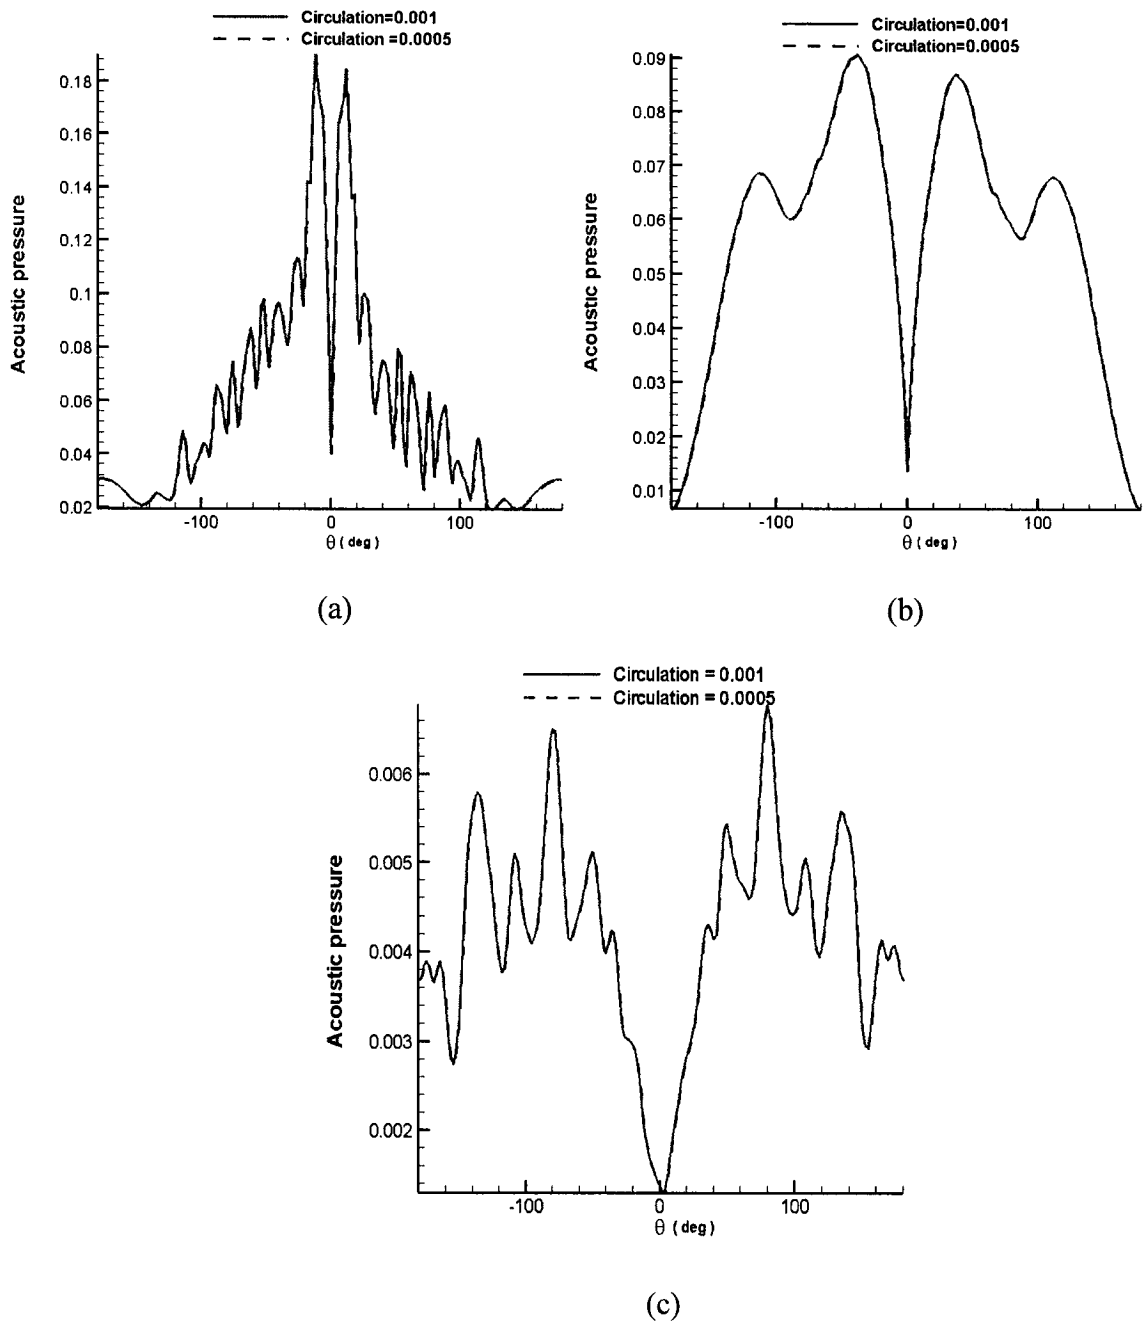 Circulation=0.001
Circulation =0.0005
0.18
0.16
0.14
0.12
0.1
0.08
0.06
0.04
0.02
Acoustic pressure
-100 0 100
θ ( deg )
(a)
Circulation=0.001
Circulation=0.0005
0.09
0.08
0.07
0.06
0.05
0.04
0.03
0.02
0.01
Acoustic pressure
-100 0 100
θ ( deg )
(b)
Circulation = 0.001
Circulation = 0.0005
0.006
0.005
0.004
0.003
0.002
Acoustic pressure
-100 0 100
θ ( deg )
(c)